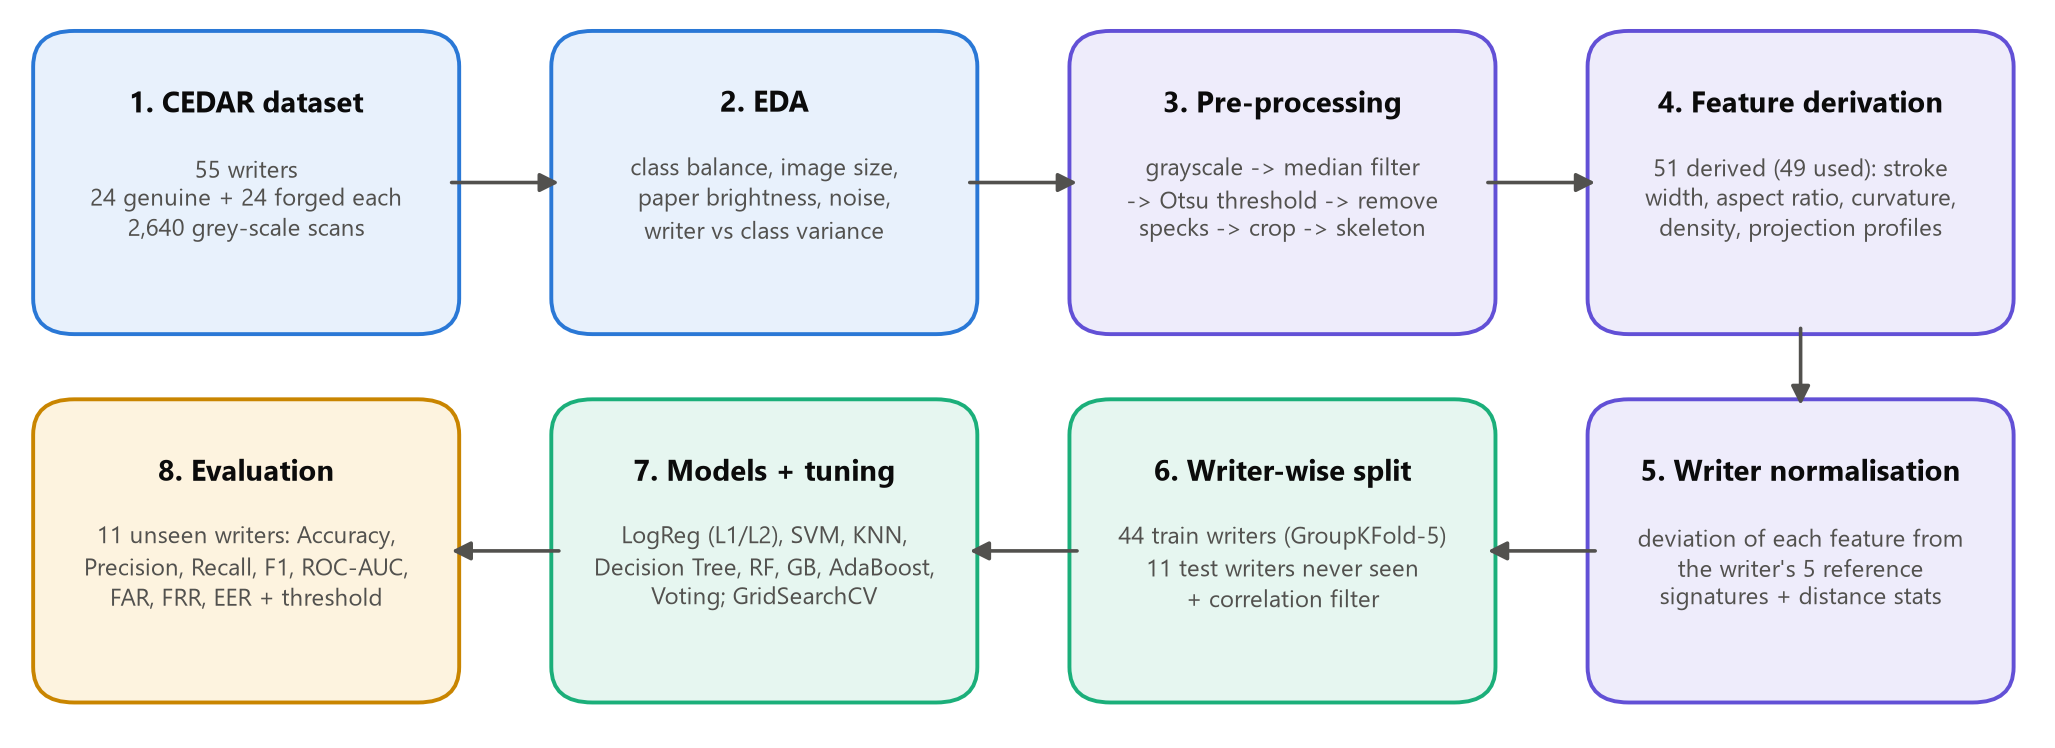 1. CEDAR dataset
55 writers
24 genuine + 24 forged each
2,640 grey-scale scans
2. EDA
class balance, image size,
paper brightness, noise,
writer vs class variance
3. Pre-processing
grayscale -> median filter
-> Otsu threshold -> remove
specks -> crop -> skeleton
4. Feature derivation
51 derived (49 used): stroke
width, aspect ratio, curvature,
density, projection profiles
5. Writer normalisation
deviation of each feature from
the writer's 5 reference
signatures + distance stats
6. Writer-wise split
44 train writers (GroupKFold-5)
11 test writers never seen
+ correlation filter
7. Models + tuning
LogReg (L1/L2), SVM, KNN,
Decision Tree, RF, GB, AdaBoost,
Voting; GridSearchCV
8. Evaluation
11 unseen writers: Accuracy,
Precision, Recall, F1, ROC-AUC,
FAR, FRR, EER + threshold